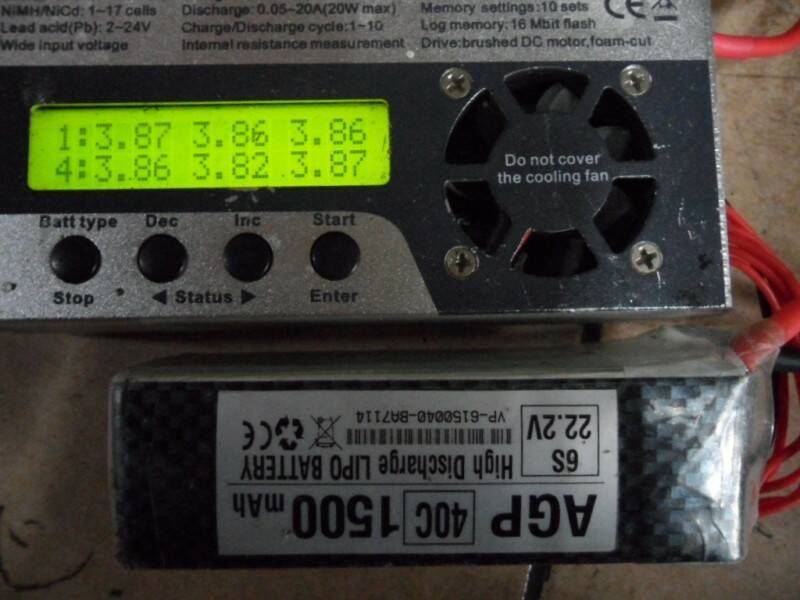 NiMH/NiCd: 1~17 cells
Lead acid(Pb): 2~24V
Wide input voltage
Discharge: 0.05~20A(20W max)
Charge/Discharge cycle:1~10
Internal resistance measurement
Memory settings:10 sets
Log memory: 16 Mbit flash
Drive:brushed DC motor,foam-cut
CE
1:3.87 3.86 3.86
4:3.86 3.82 3.87
Do not cover
the cooling fan
Batt type Dec Inc Start
Stop ◀ Status ▶ Enter
AGP 40C 1500 mAh
High Discharge LIPO BATTERY
6S
22.2V
CE
VP-6150040-BA7114